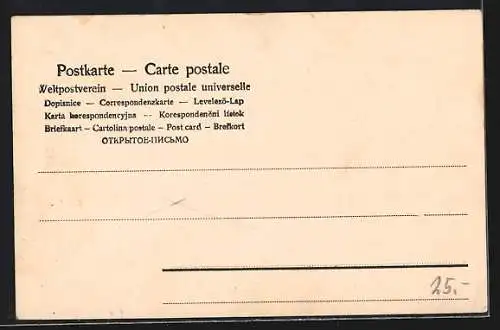 Postkarte — Carte postale
Weltpostverein — Union postale universelle
Dopisnice — Correspondenzkarte — Levelező-Lap
Karta korespondencyjna — Korespondenční lístek
Briefkaart — Cartolina postale — Post card — Brefkort
ОТКРЫТОЕ-ПИСЬМО
25.-